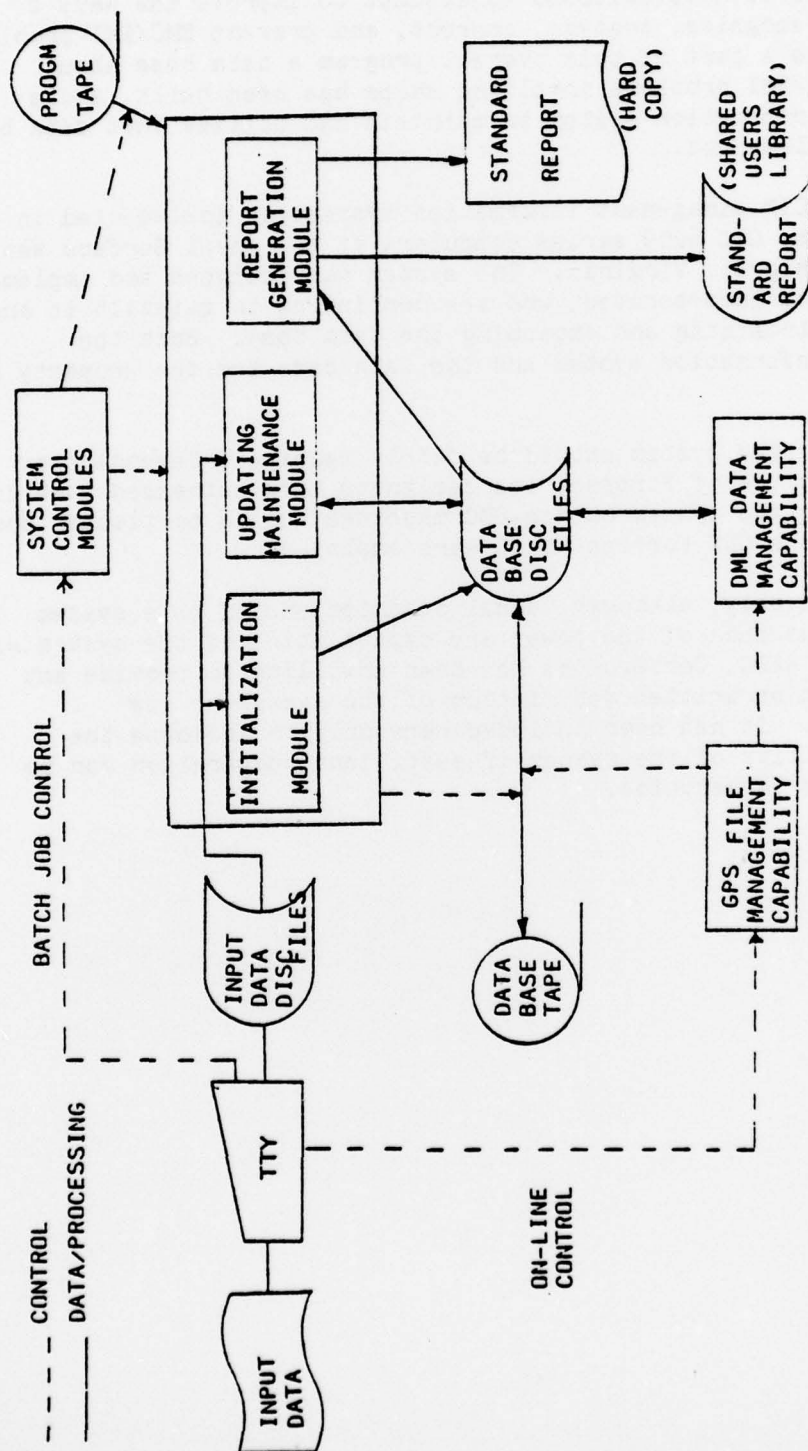 --- CONTROL
—— DATA/PROCESSING
BATCH JOB CONTROL
SYSTEM
CONTROL
MODULES
PROGM
TAPE
INPUT
DATA
TTY
INPUT
DATA
DISC
FILES
INITIALIZATION
MODULE
UPDATING
MAINTENANCE
MODULE
REPORT
GENERATION
MODULE
DATA
BASE
TAPE
DATA
BASE
DISC
FILES
STANDARD
REPORT
(HARD
COPY)
ON-LINE
CONTROL
GPS FILE
MANAGEMENT
CAPABILITY
DML DATA
MANAGEMENT
CAPABILITY
STAND-
ARD
REPORT
(SHARED
USERS
LIBRARY)